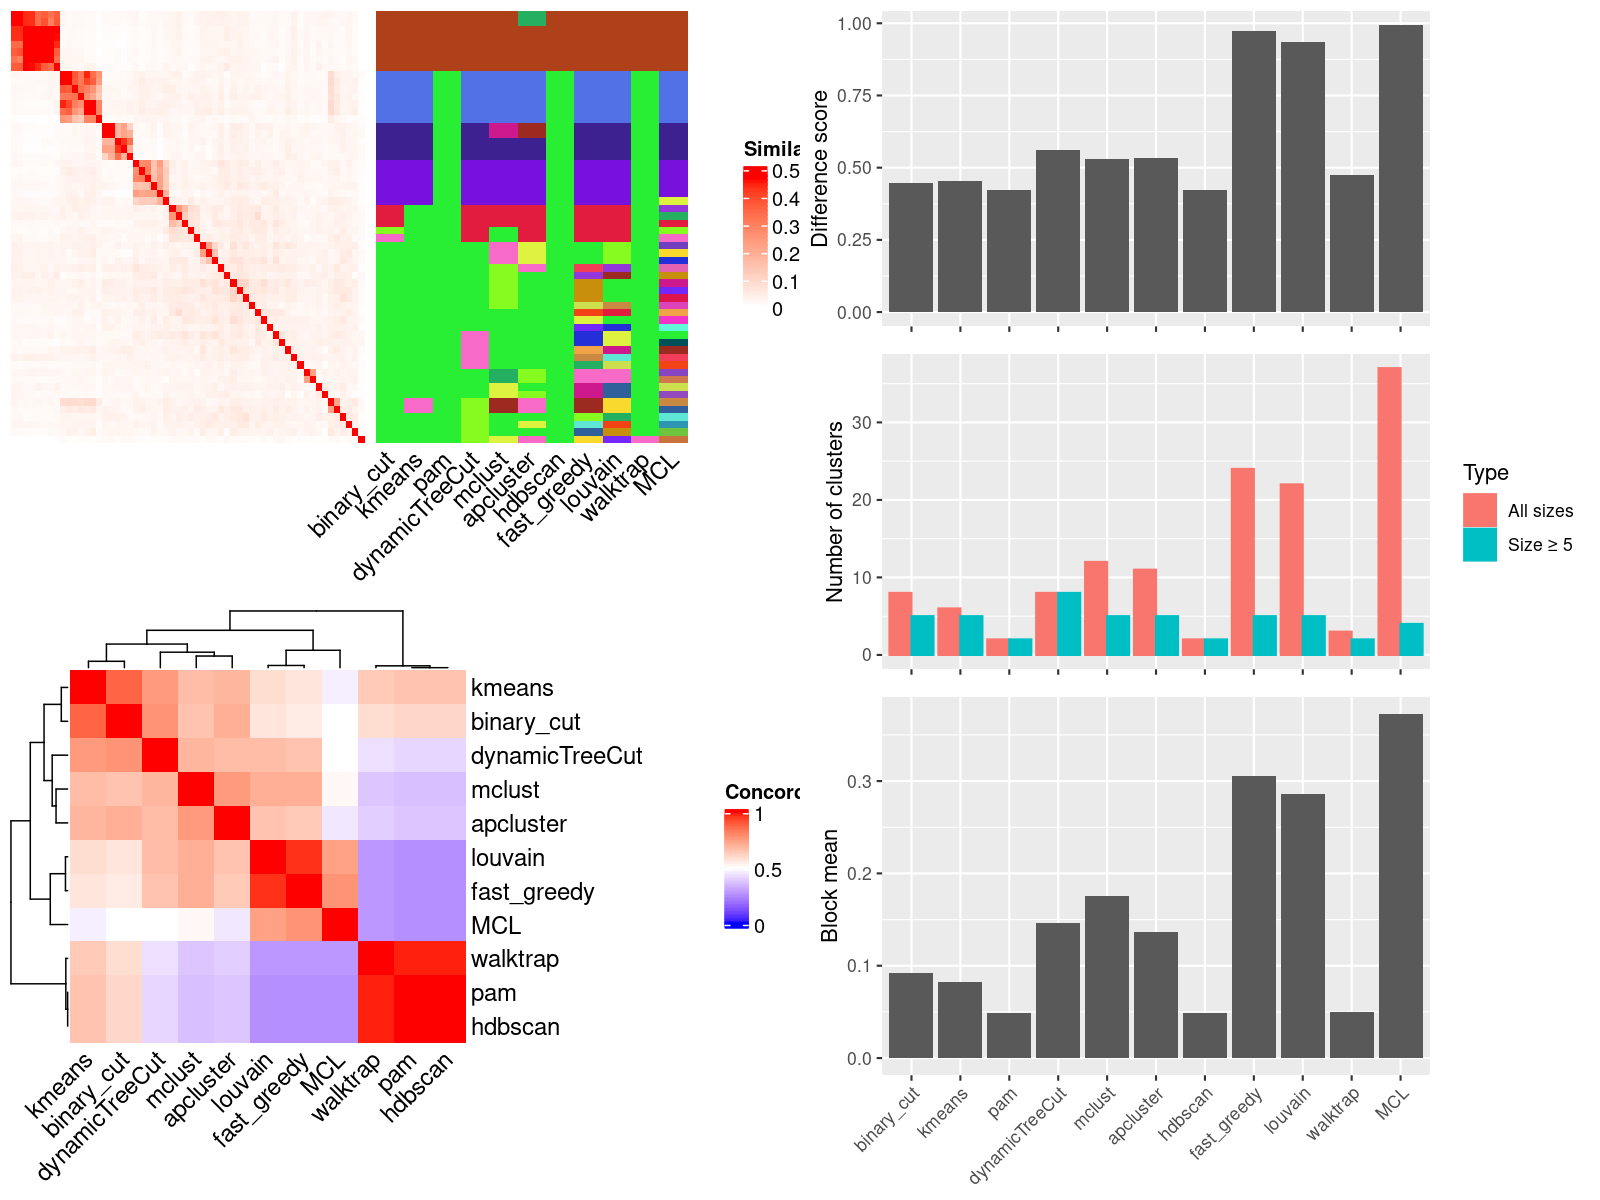 Simila
0.5
0.4
0.3
0.2
0.1
0
binary_cut
kmeans
pam
dynamicTreeCut
mclust
apcluster
hdbscan
fast_greedy
louvain
walktrap
MCL
kmeans
binary_cut
dynamicTreeCut
mclust
apcluster
louvain
fast_greedy
MCL
walktrap
pam
hdbscan
Concord
1
0.5
0
kmeans
binary_cut
dynamicTreeCut
mclust
apcluster
louvain
fast_greedy
MCL
walktrap
pam
hdbscan
Difference score
1.00
0.75
0.50
0.25
0.00
Number of clusters
30
20
10
0
Type
All sizes
Size ≥ 5
Block mean
0.3
0.2
0.1
0.0
binary_cut
kmeans
pam
dynamicTreeCut
mclust
apcluster
hdbscan
fast_greedy
louvain
walktrap
MCL